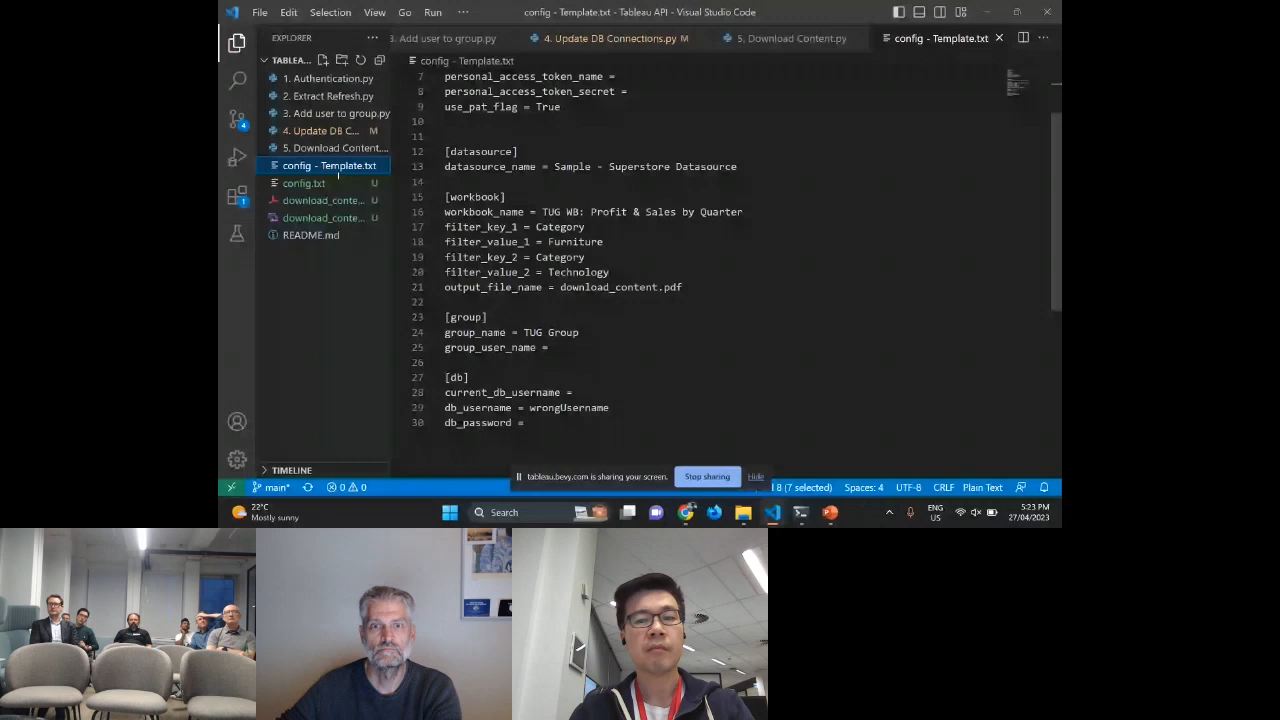 File Edit Selection View Go Run ··· config - Template.txt - Tableau API - Visual Studio Code
EXPLORER ···
3. Add user to group.py 4. Update DB Connections.py M 5. Download Content.py config - Template.txt
TABLEA...
config - Template.txt
1. Authentication.py
2. Extract Refresh.py
3. Add user to group.py
4. Update DB C... M
5. Download Content....
config - Template.txt
config.txt U
download_conte... U
download_conte... U
README.md
4
1
7 personal_access_token_name =
8 personal_access_token_secret =
9 use_pat_flag = True
10
11
12 [datasource]
13 datasource_name = Sample - Superstore Datasource
14
15 [workbook]
16 workbook_name = TUG WB: Profit & Sales by Quarter
17 filter_key_1 = Category
18 filter_value_1 = Furniture
19 filter_key_2 = Category
20 filter_value_2 = Technology
21 output_file_name = download_content.pdf
22
23 [group]
24 group_name = TUG Group
25 group_user_name =
26
27 [db]
28 current_db_username =
29 db_username = wrongUsername
30 db_password =
TIMELINE
tableau.bevy.com is sharing your screen. Stop sharing Hide
main* 0 0 8 (7 selected) Spaces: 4 UTF-8 CRLF Plain Text
22°C
Mostly sunny
Search
ENG
US
5:23 PM
27/04/2023